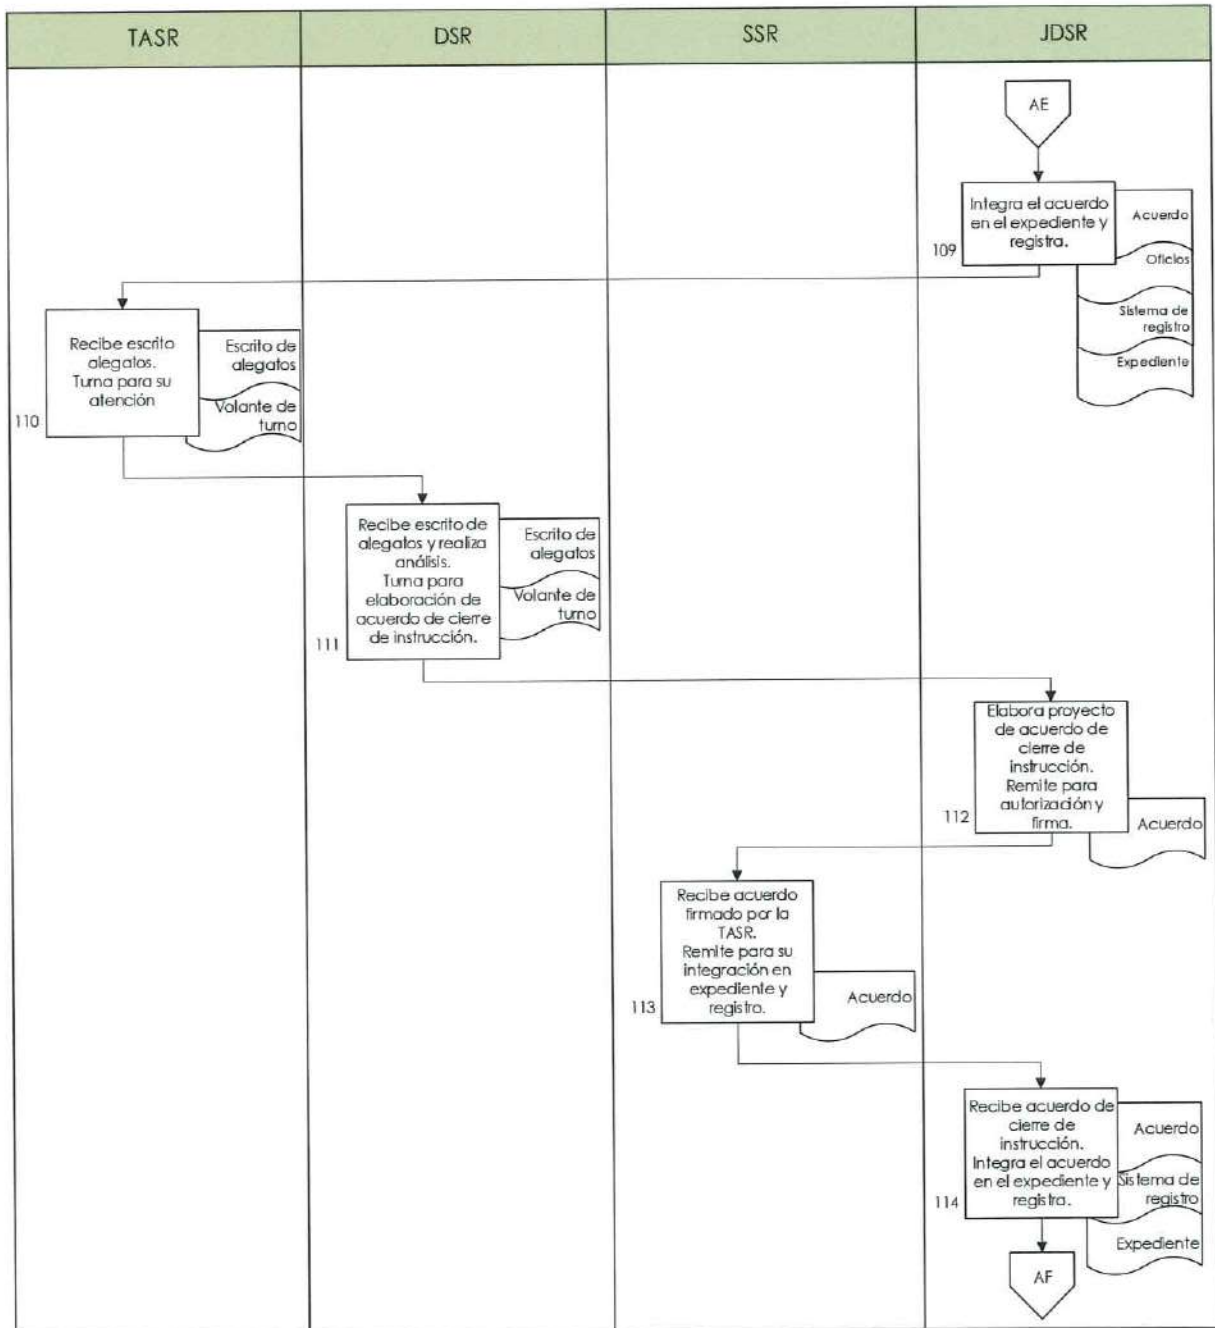 TASR
DSR
SSR
JDSR
AE
Integra el acuerdo
en el expediente y
registra.
109
Acuerdo
Oficios
Sistema de
registro
Expediente
Recibe escrito
alegatos.
Turna para su
atención
110
Escrito de
alegatos
Volante de
turno
Recibe escrito de
alegatos y realiza
análisis.
Turna para
elaboración de
acuerdo de cierre
de instrucción.
111
Escrito de
alegatos
Volante de
turno
Elabora proyecto
de acuerdo de
cierre de
instrucción.
Remite para
autorización y
firma.
112
Acuerdo
Recibe acuerdo
firmado por la
TASR.
Remite para su
integración en
expediente y
registro.
113
Acuerdo
Recibe acuerdo de
cierre de
instrucción.
Integra el acuerdo
en el expediente y
registra.
114
Acuerdo
Sistema de
registro
Expediente
AF